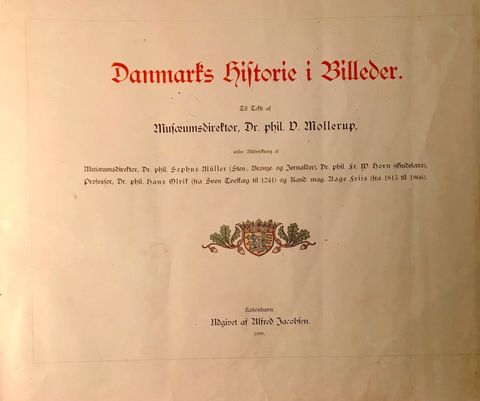 Danmarks Historie i Billeder.
Til Tekst af
Musæumsdirektør, Dr. phil. V. Mollerup,
under Medvirkning af
Musæumsdirektør, Dr. phil. Sophus Müller (Sten-, Bronze og Jernalder), Dr. phil. Fr. W Horn (Gudelære),
Professor, Dr. phil. Hans Olrik (fra Sven Tveskæg til 1241) og Kand. mag. Aage Friis (fra 1815 til 1866).
København
Udgivet af Alfred Jacobsen.